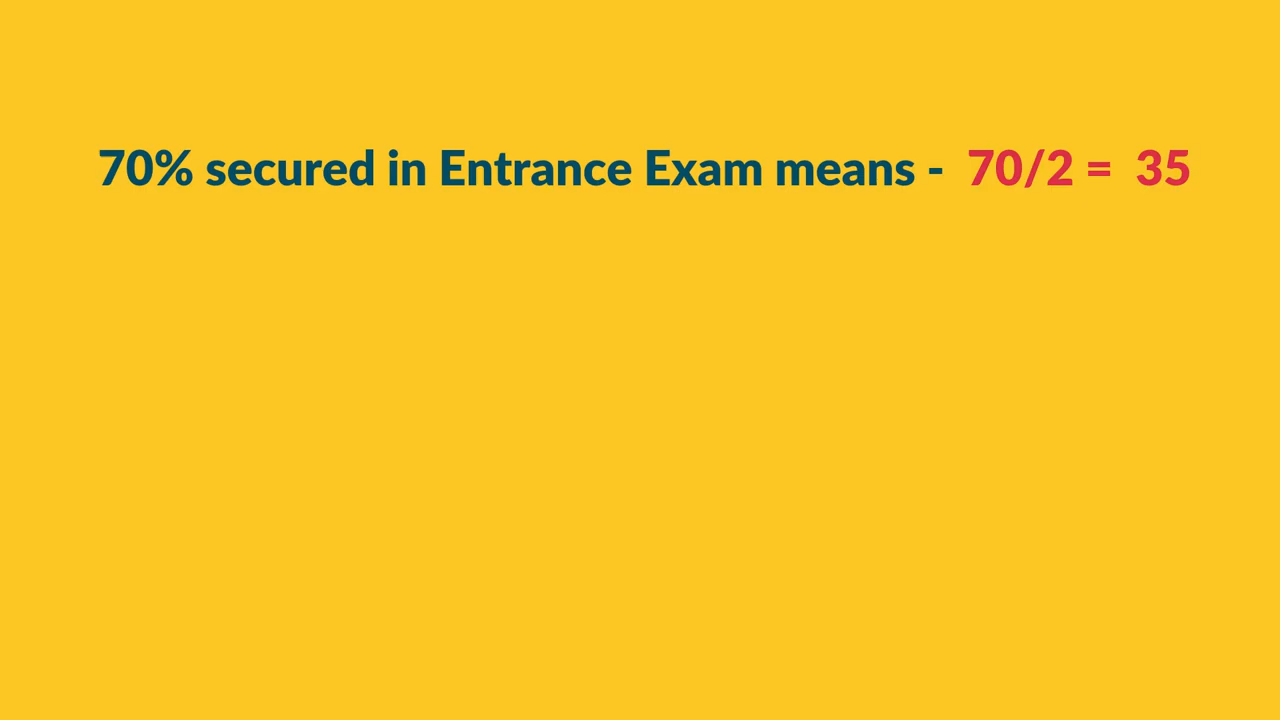 70% secured in Entrance Exam means - 70/2 = 35